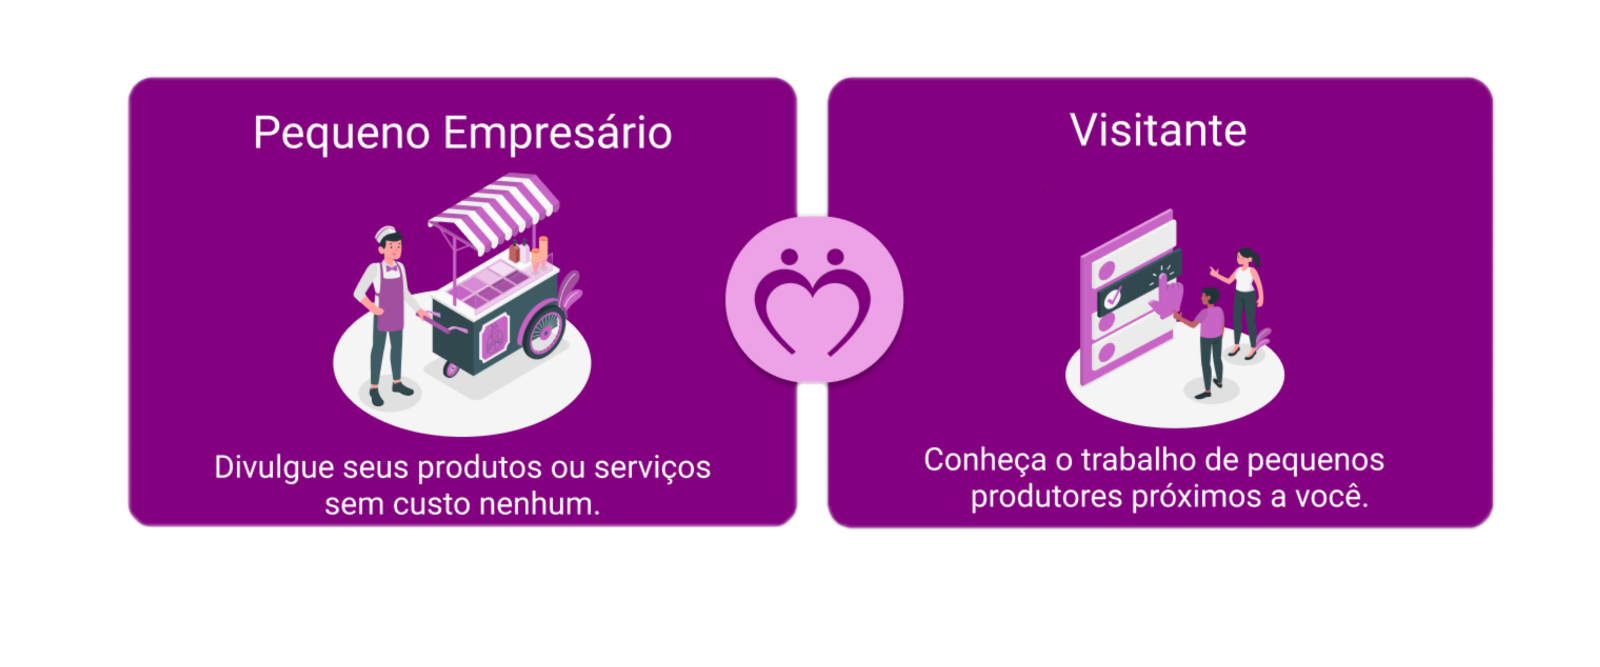 Pequeno Empresário
Divulgue seus produtos ou serviços
sem custo nenhum.
Visitante
Conheça o trabalho de pequenos
produtores próximos a você.